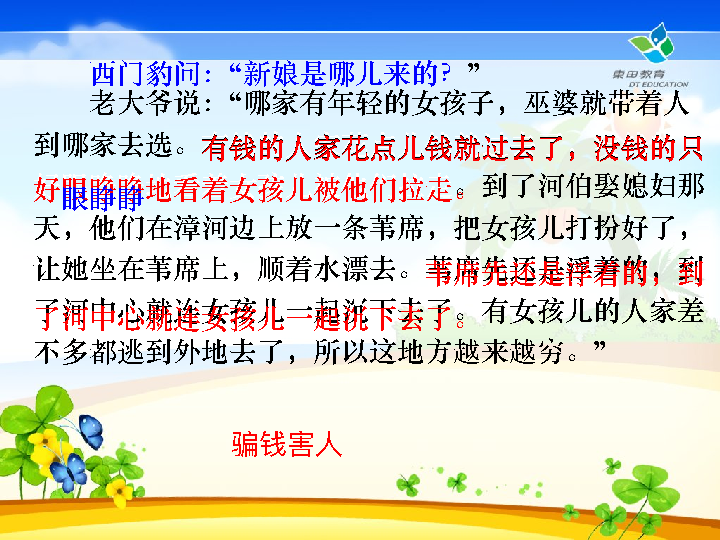 東田教育
DT EDUCATION
西门豹问：“新娘是哪儿来的？”
老大爷说：“哪家有年轻的女孩子，巫婆就带着人
到哪家去选。有钱的人家花点儿钱就过去了，没钱的只
好眼睁睁地看着女孩儿被他们拉走。到了河伯娶媳妇那
眼睁睁
天，他们在漳河边上放一条苇席，把女孩儿打扮好了，
让她坐在苇席上，顺着水漂去。苇席先还是浮着的，到
了河中心就连女孩儿一起沉下去了。有女孩儿的人家差
不多都逃到外地去了，所以这地方越来越穷。”
骗钱害人